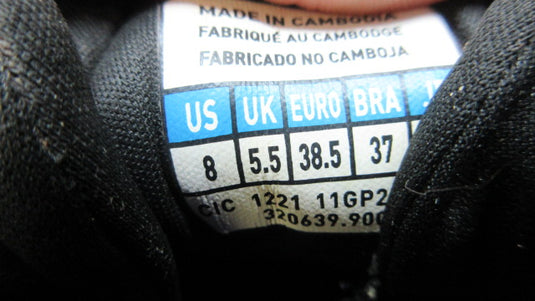 MADE IN CAMBODIA
FABRIQUÉ AU CAMBODGE
FABRICADO NO CAMBOJA
US UK EURO BRA
8 5.5 38.5 37
CIC 1221 11GP2
320639.900